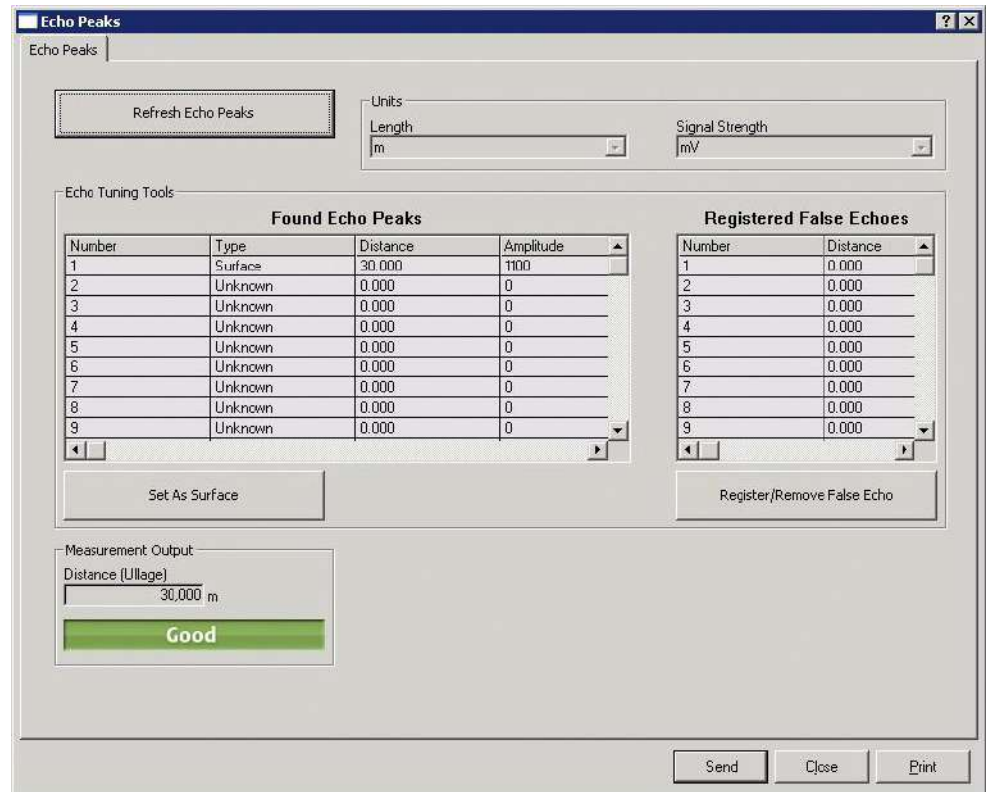 Echo Peaks
Echo Peaks
Refresh Echo Peaks
Units
Length
m
Signal Strength
mV
Echo Tuning Tools
Found Echo Peaks
Number Type Distance Amplitude
1 Surface 30.000 1100
2 Unknown 0.000 0
3 Unknown 0.000 0
4 Unknown 0.000 0
5 Unknown 0.000 0
6 Unknown 0.000 0
7 Unknown 0.000 0
8 Unknown 0.000 0
9 Unknown 0.000 0
Set As Surface
Registered False Echoes
Number Distance
1 0.000
2 0.000
3 0.000
4 0.000
5 0.000
6 0.000
7 0.000
8 0.000
9 0.000
Register/Remove False Echo
Measurement Output
Distance (Ullage)
30,000 m
Good
Send Close Print